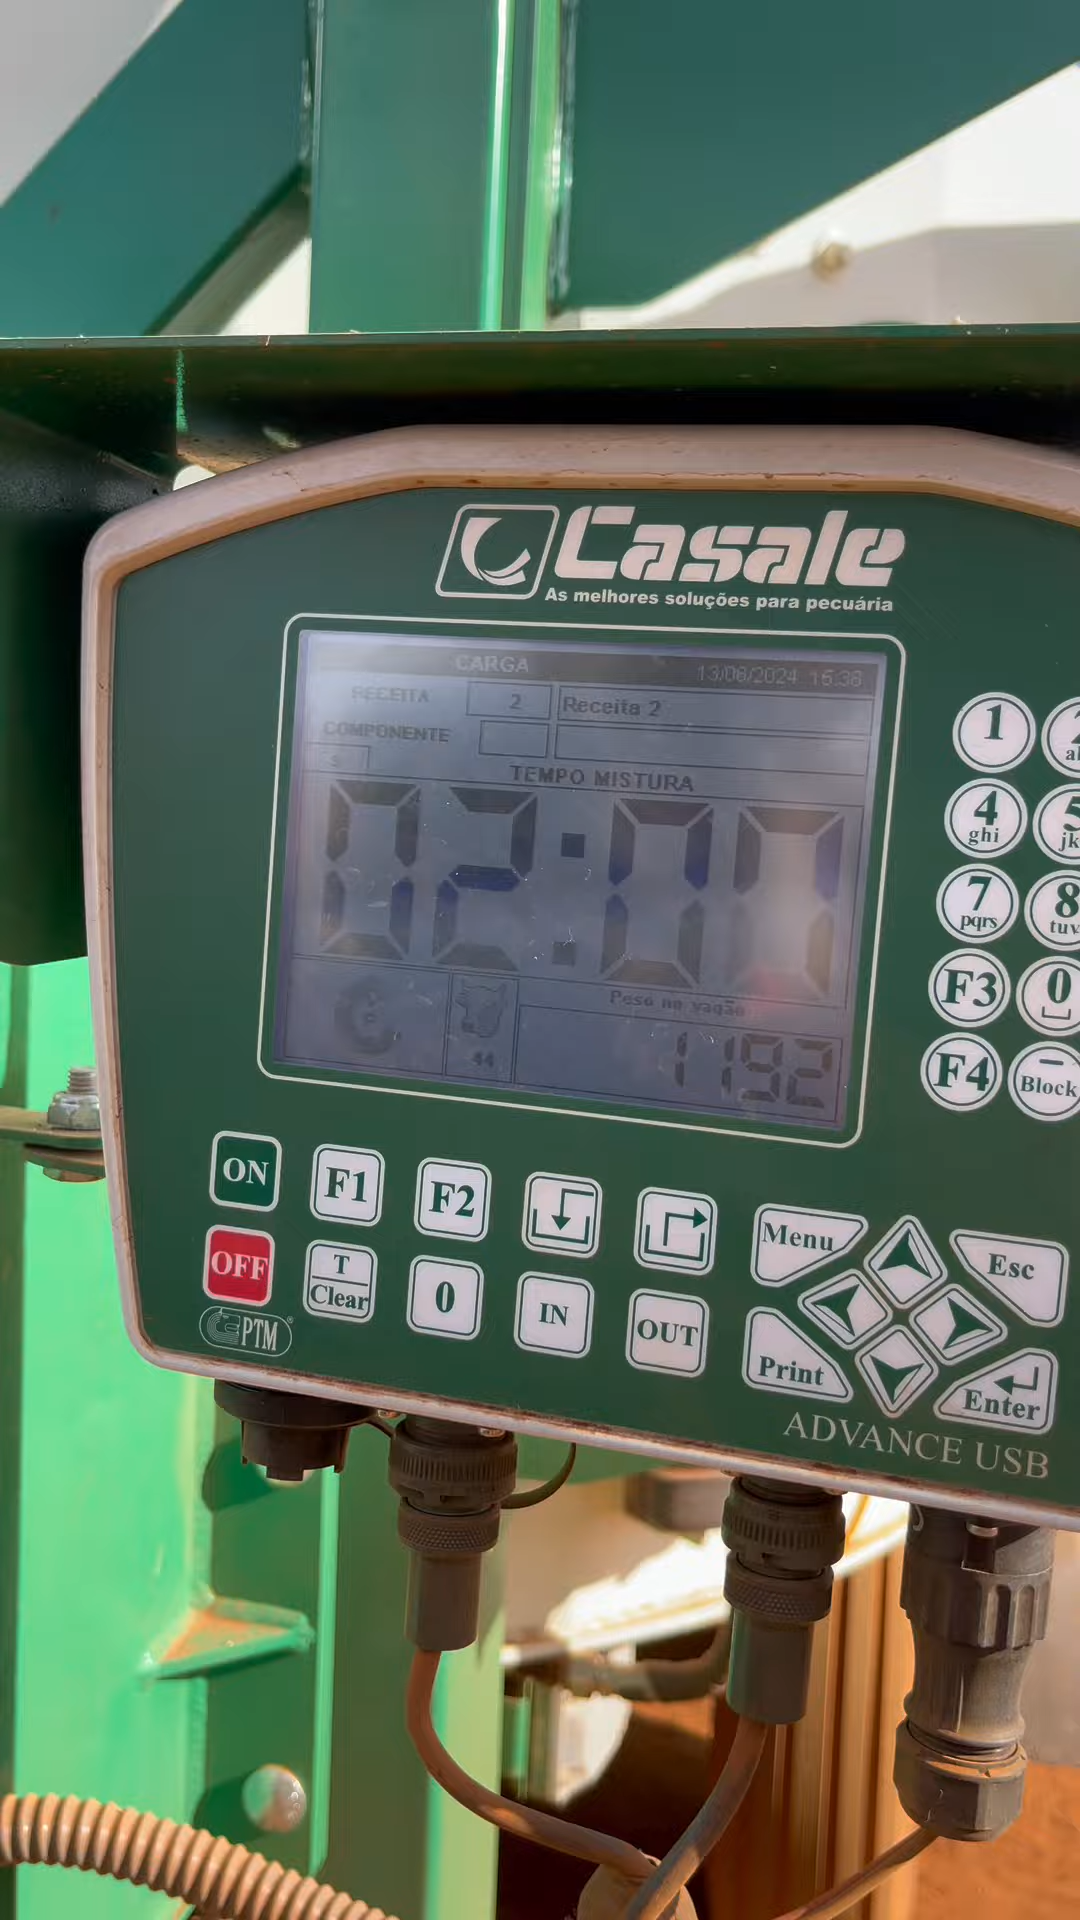 Casale
As melhores soluções para pecuária
CARGA 13/08/2024 15:38
RECEITA 2 Receita 2
COMPONENTE
TEMPO MISTURA
02:00
Peso no vagão
44 1192
1
4 ghi
7 pqrs
F3 0
F4 Block
ON F1 F2
OFF T Clear 0 IN OUT
Menu Esc
Print Enter
PTM
ADVANCE USB